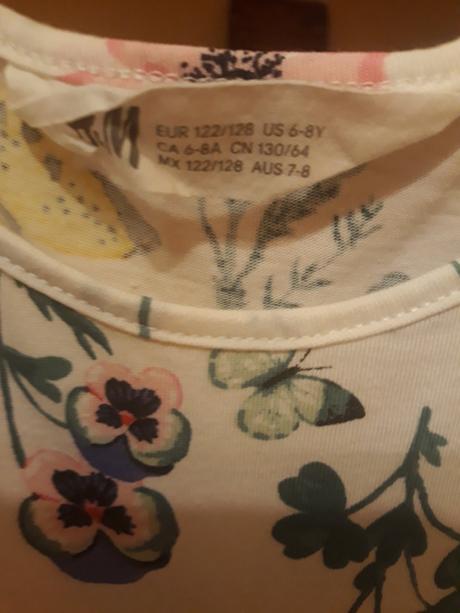 H&M
EUR 122/128 US 6-8Y
CA 6-8A CN 130/64
MX 122/128 AUS 7-8